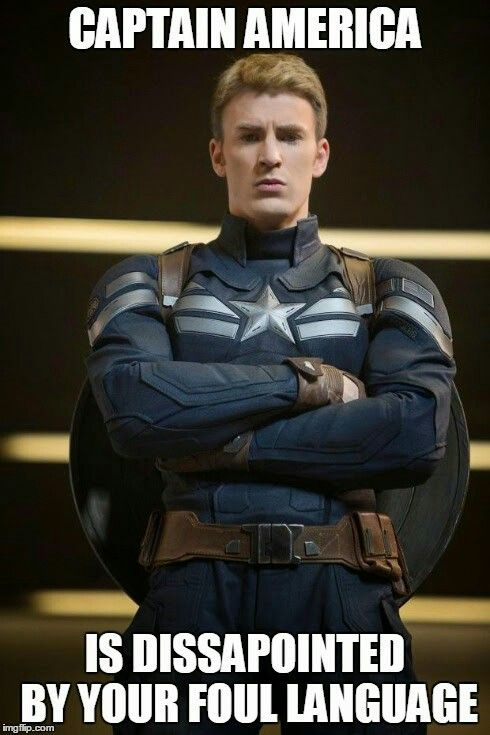 CAPTAIN AMERICA
IS DISSAPOINTED
BY YOUR FOUL LANGUAGE
imgflip.com